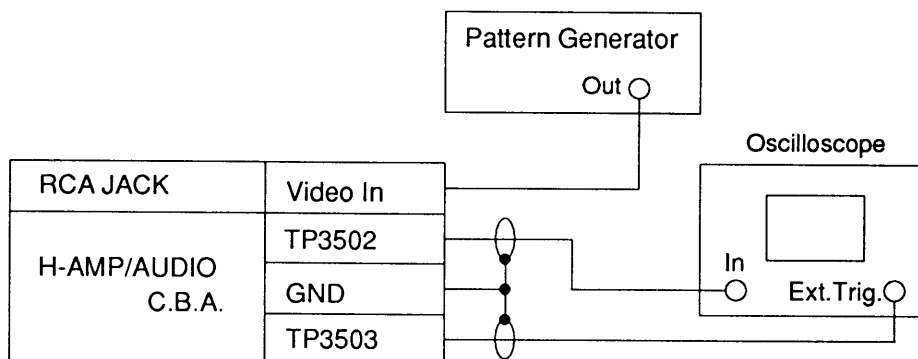 Pattern Generator
Out
Oscilloscope
RCA JACK
Video In
TP3502
H-AMP/AUDIO
C.B.A.
GND
TP3503
In
Ext.Trig.